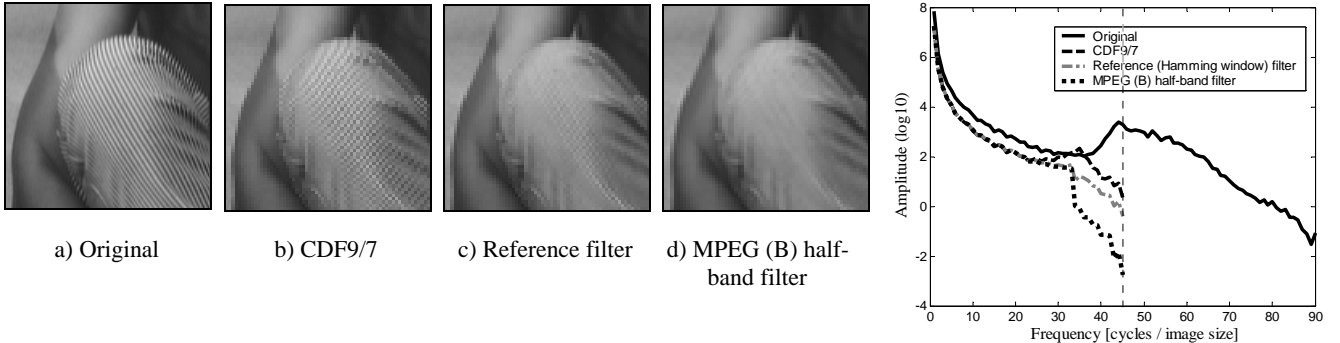 a) Original
b) CDF9/7
c) Reference filter
d) MPEG (B) half-
band filter
8
6
4
2
0
-2
-4
Amplitude (log10)
Original
CDF9/7
Reference (Hamming window) filter
MPEG (B) half-band filter
0 10 20 30 40 50 60 70 80 90
Frequency [cycles / image size]